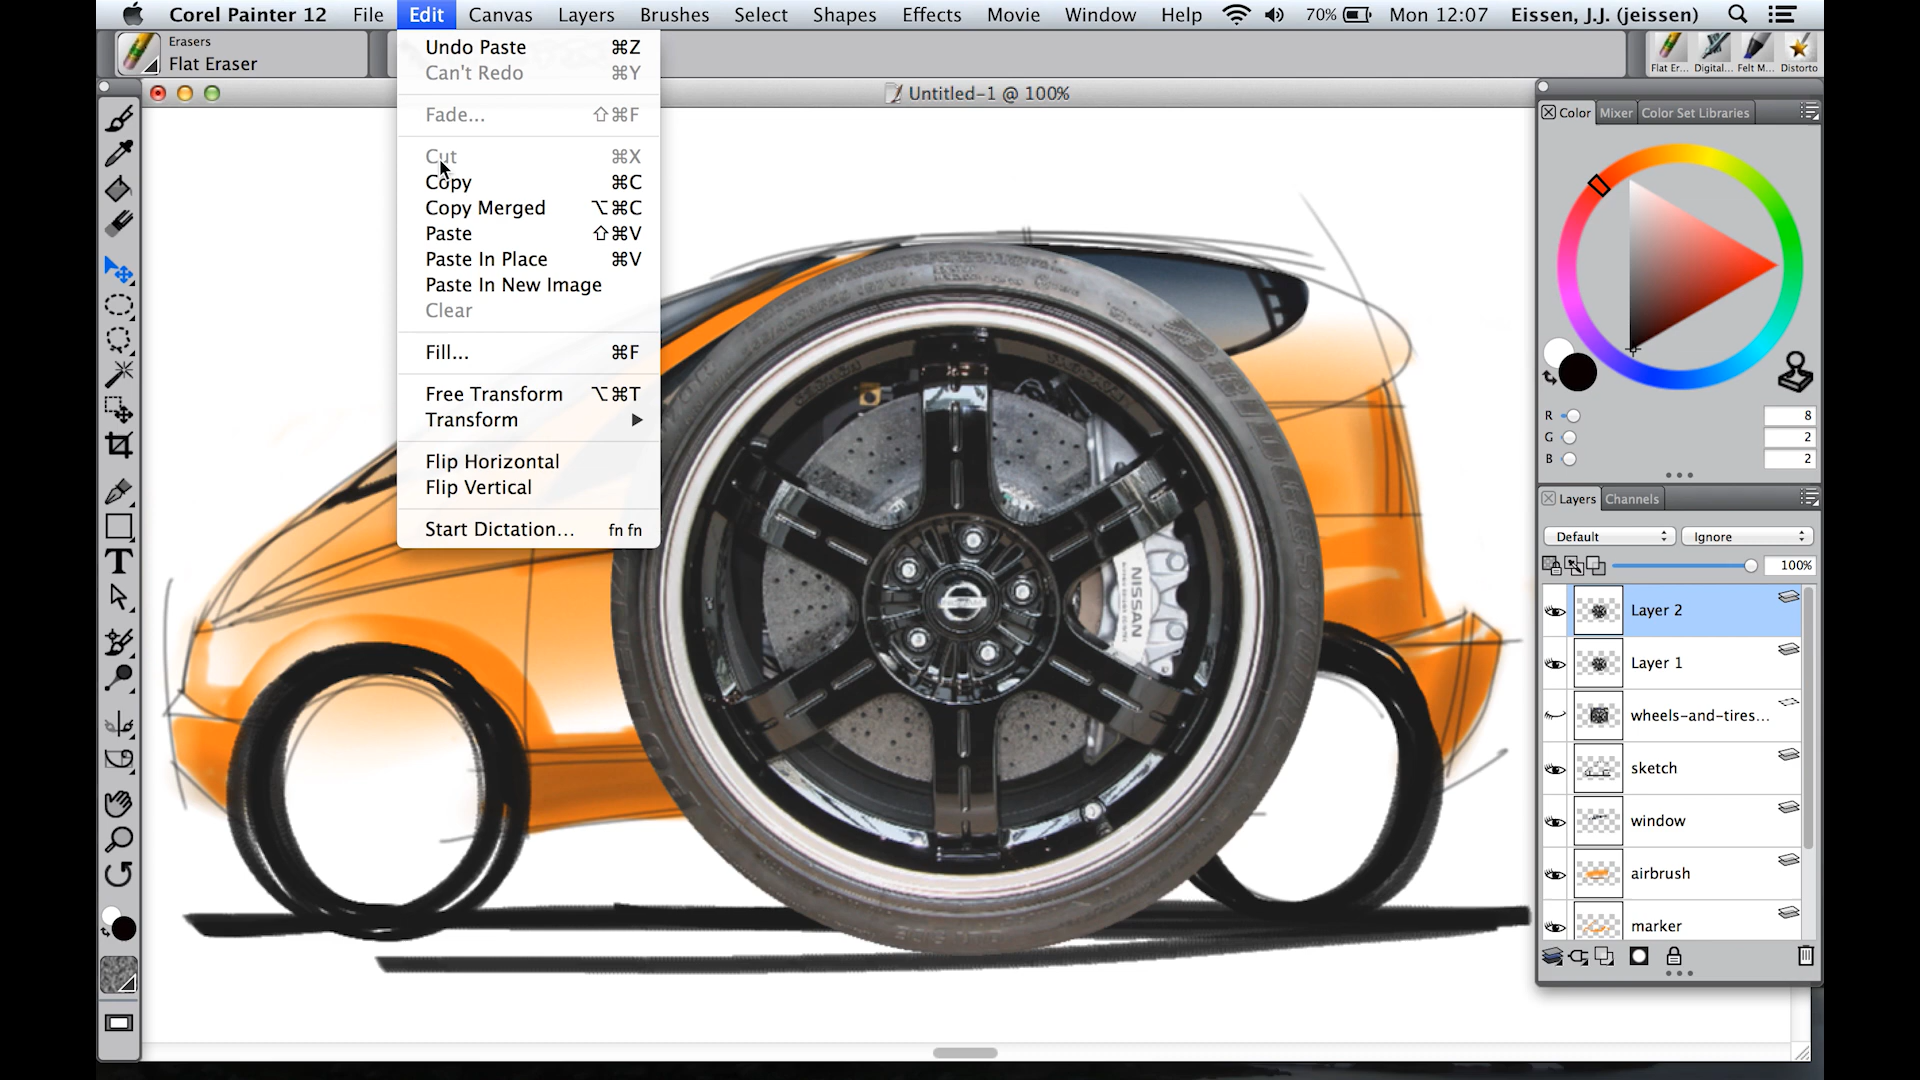 Corel Painter 12 File Edit Canvas Layers Brushes Select Shapes Effects Movie Window Help 70% Mon 12:07 Eissen, J.J. (jeissen)
Erasers
Flat Eraser
Flat Er... Digital... Felt M... Distorto
Untitled-1 @ 100%
Undo Paste ⌘Z
Can't Redo ⌘Y
Fade... ⇧⌘F
Cut ⌘X
Copy ⌘C
Copy Merged ⌥⌘C
Paste ⇧⌘V
Paste In Place ⌘V
Paste In New Image
Clear
Fill... ⌘F
Free Transform ⌥⌘T
Transform
Flip Horizontal
Flip Vertical
Start Dictation... fn fn
NISSAN
T
Color Mixer Color Set Libraries
R 8
G 2
B 2
Layers Channels
Default Ignore
100%
Layer 2
Layer 1
wheels-and-tires...
sketch
window
airbrush
marker